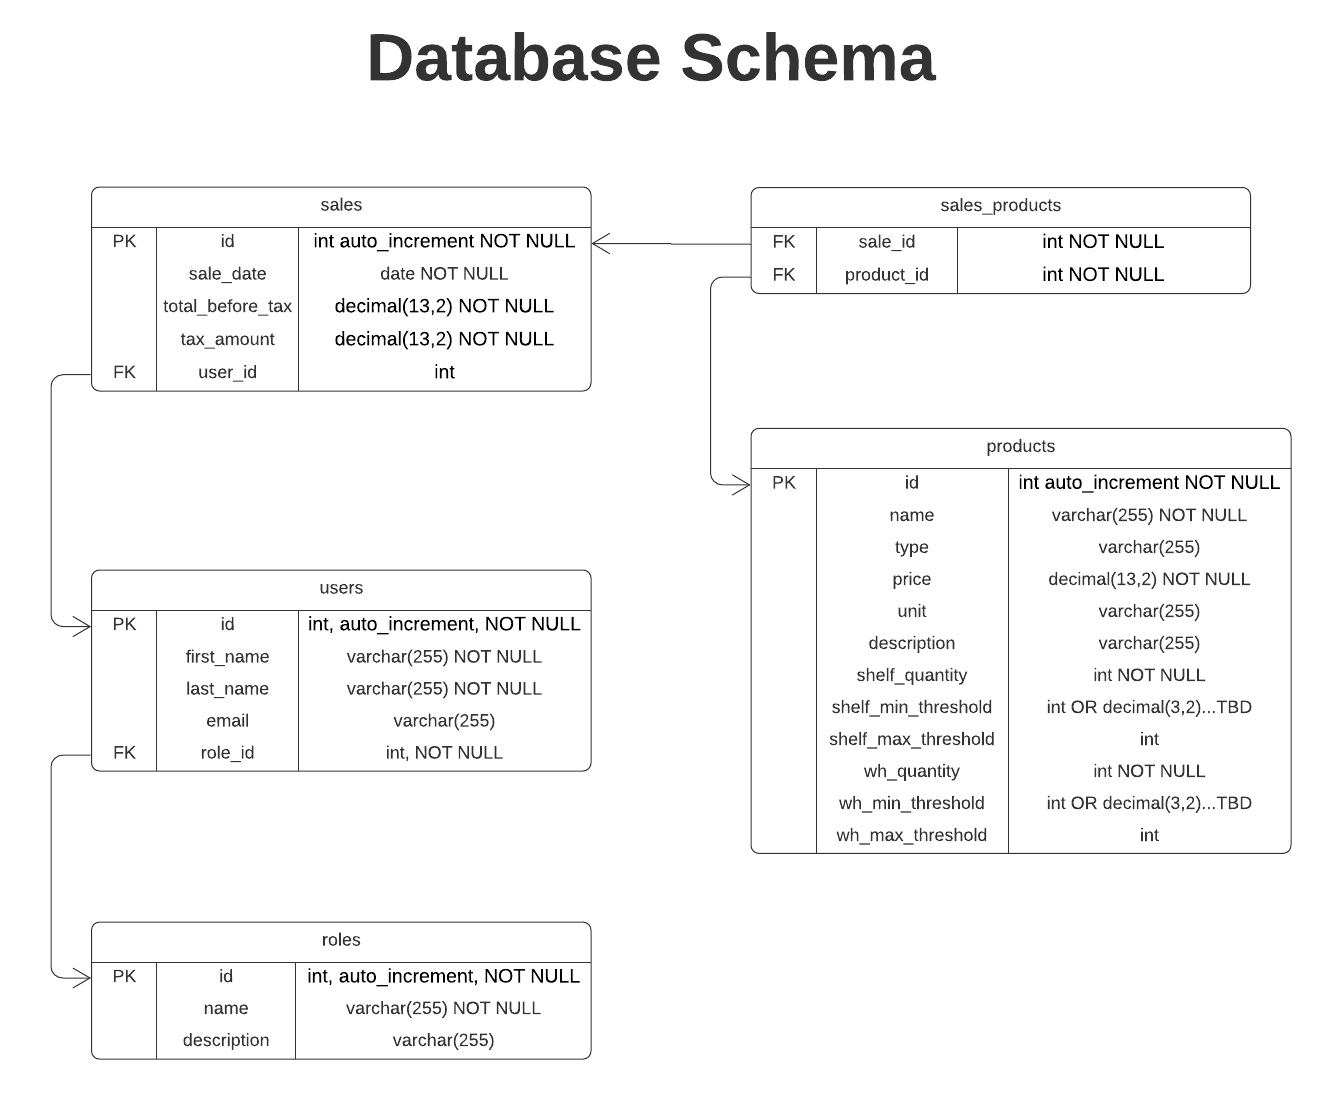 Database Schema
sales
PK id int auto_increment NOT NULL
sale_date date NOT NULL
total_before_tax decimal(13,2) NOT NULL
tax_amount decimal(13,2) NOT NULL
FK user_id int
sales_products
FK sale_id int NOT NULL
FK product_id int NOT NULL
products
PK id int auto_increment NOT NULL
name varchar(255) NOT NULL
type varchar(255)
price decimal(13,2) NOT NULL
unit varchar(255)
description varchar(255)
shelf_quantity int NOT NULL
shelf_min_threshold int OR decimal(3,2)...TBD
shelf_max_threshold int
wh_quantity int NOT NULL
wh_min_threshold int OR decimal(3,2)...TBD
wh_max_threshold int
users
PK id int, auto_increment, NOT NULL
first_name varchar(255) NOT NULL
last_name varchar(255) NOT NULL
email varchar(255)
FK role_id int, NOT NULL
roles
PK id int, auto_increment, NOT NULL
name varchar(255) NOT NULL
description varchar(255)